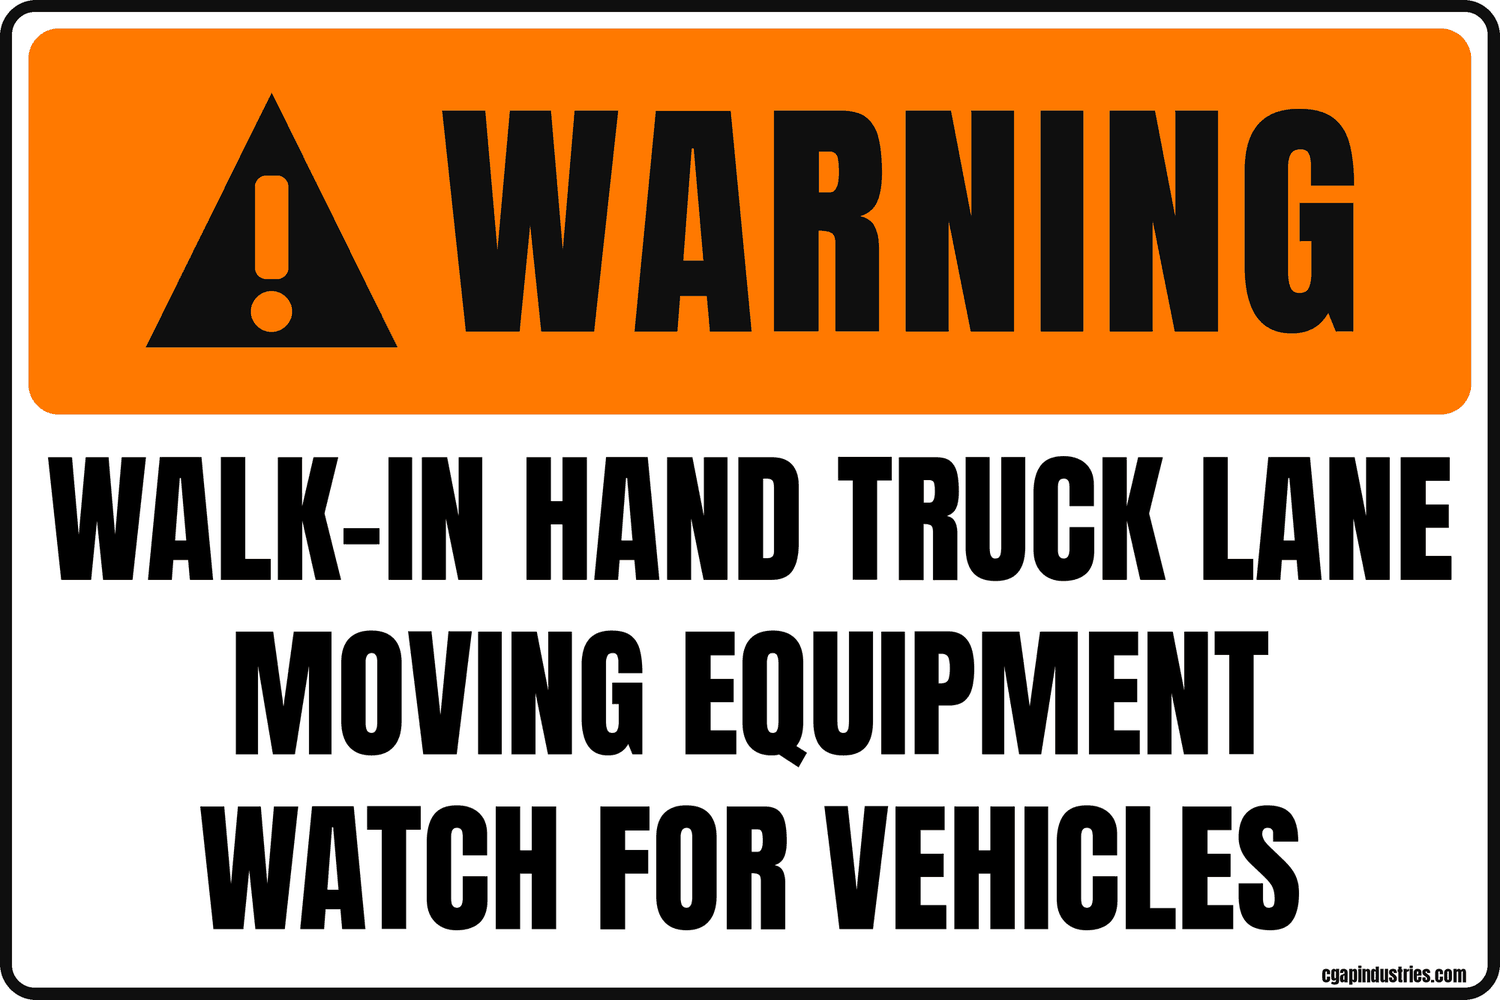 WARNING
WALK-IN HAND TRUCK LANE
MOVING EQUIPMENT
WATCH FOR VEHICLES
cgapindustries.com